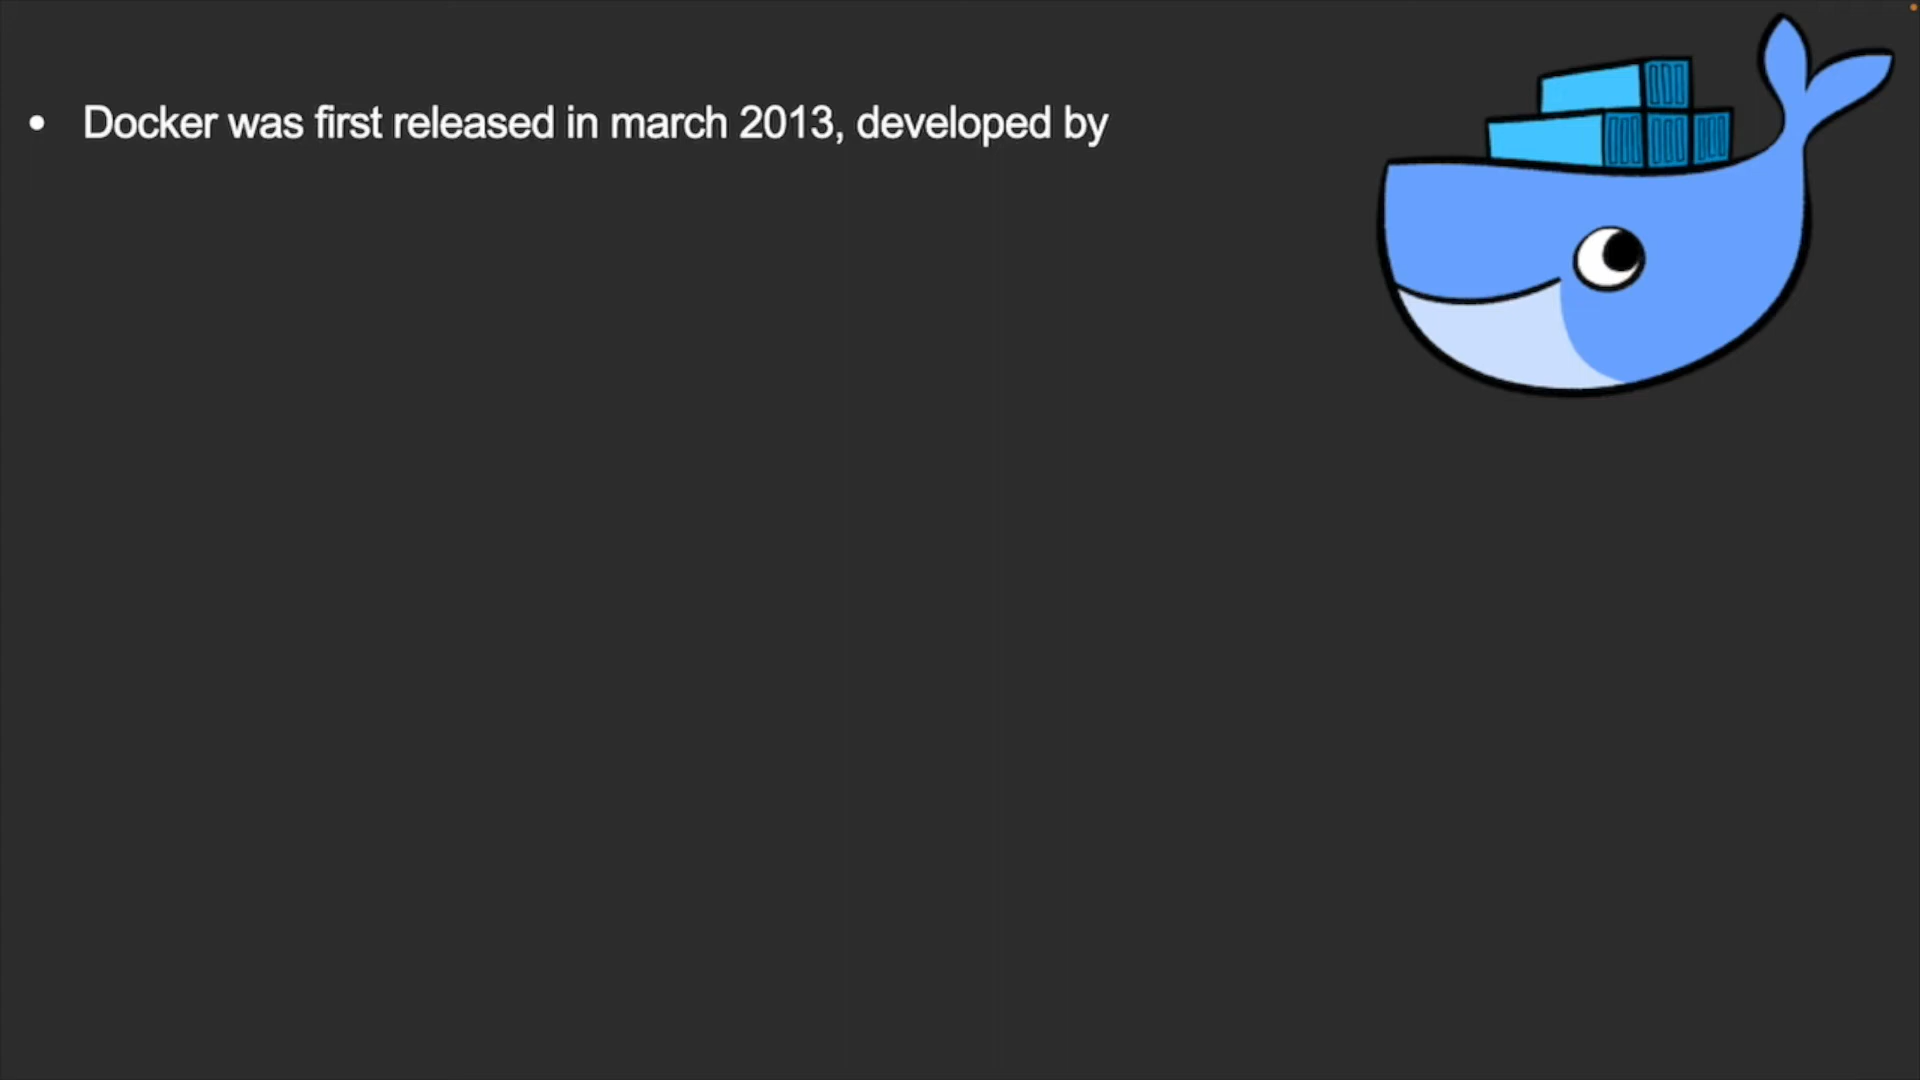 • Docker was first released in march 2013, developed by